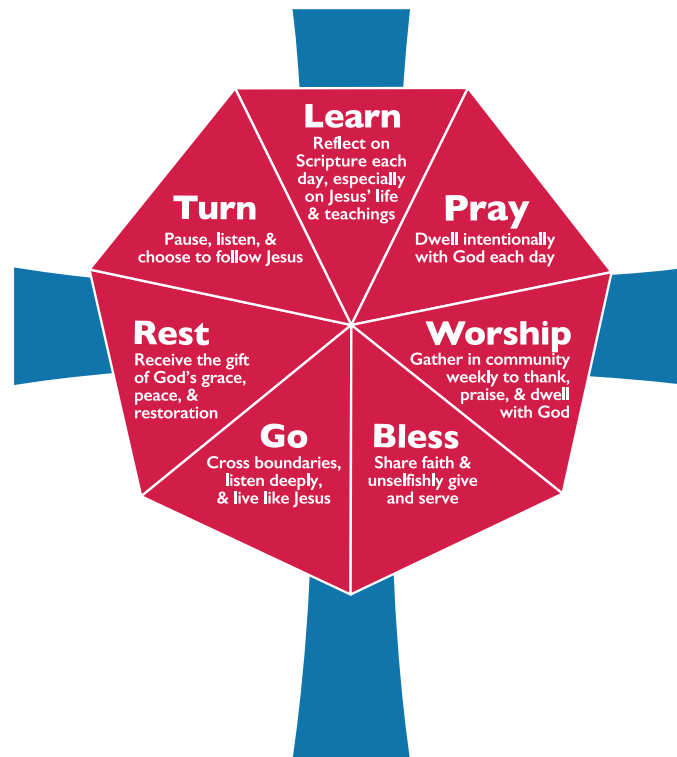 Learn
Reflect on
Scripture each
day, especially
on Jesus’ life
& teachings
Pray
Dwell intentionally
with God each day
Worship
Gather in community
weekly to thank,
praise, & dwell
with God
Bless
Share faith &
unselfishly give
and serve
Go
Cross boundaries,
listen deeply,
& live like Jesus
Rest
Receive the gift
of God’s grace,
peace, &
restoration
Turn
Pause, listen, &
choose to follow Jesus